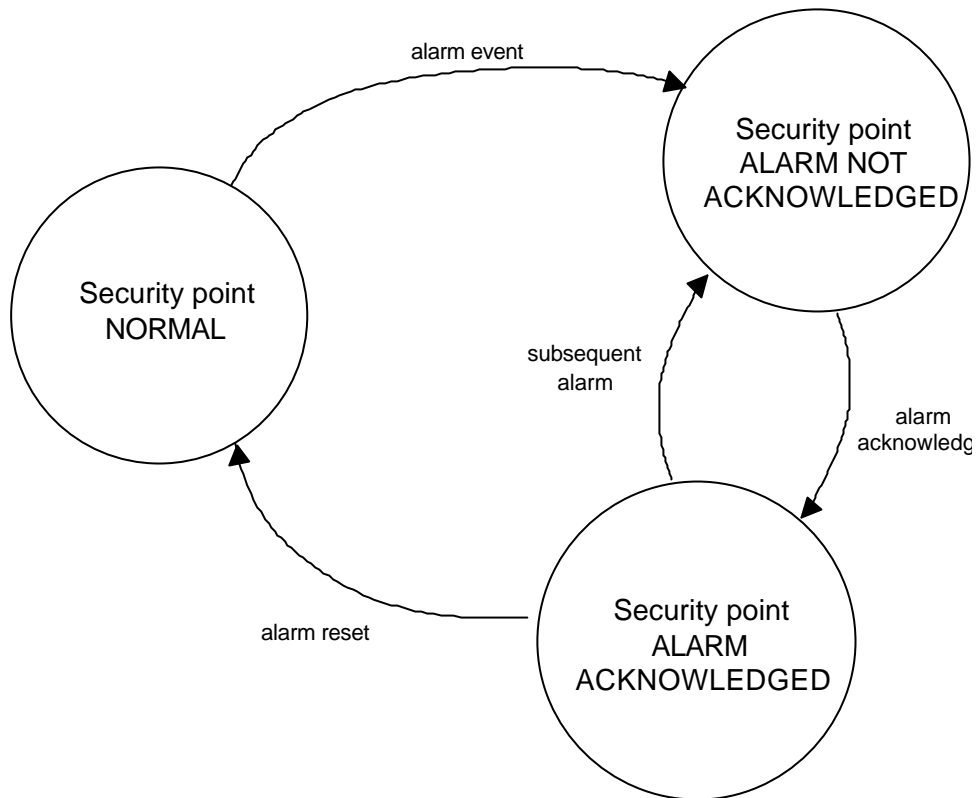 alarm event
Security point
ALARM NOT
ACKNOWLEDGED
Security point
NORMAL
subsequent
alarm
alarm
acknowledg
Security point
ALARM
ACKNOWLEDGED
alarm reset